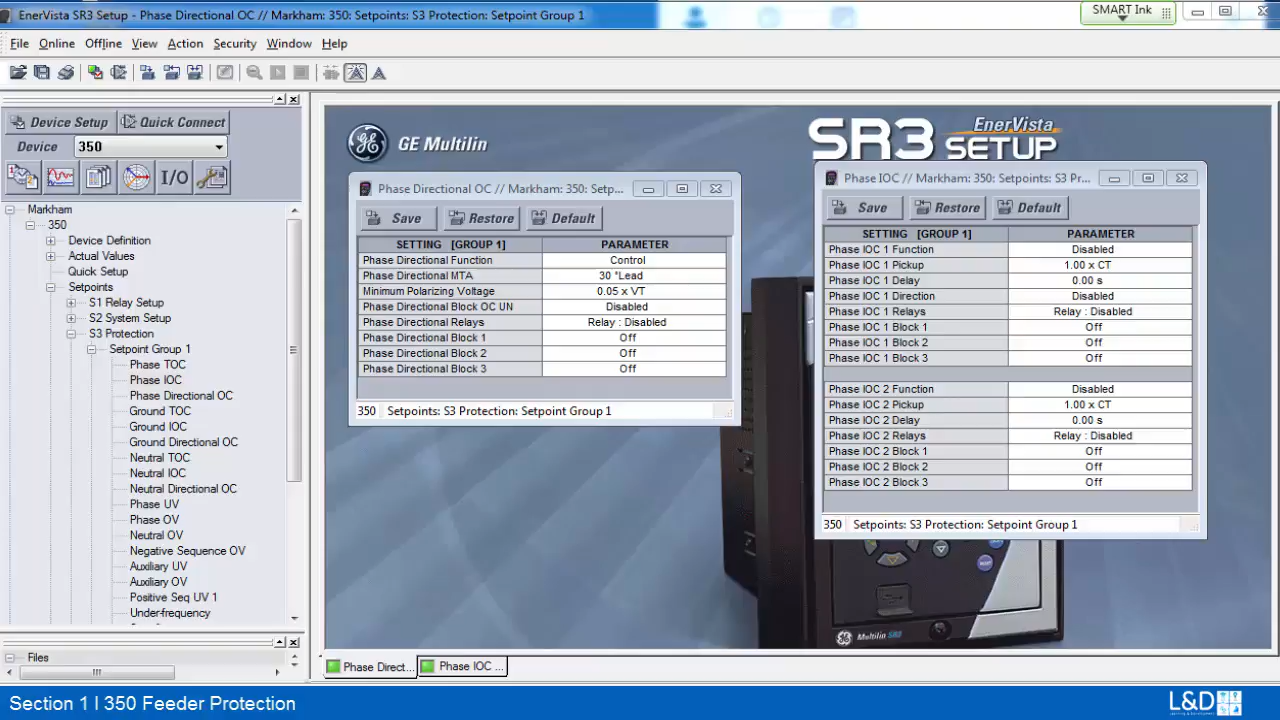 EnerVista SR3 Setup - Phase Directional OC // Markham: 350: Setpoints: S3 Protection: Setpoint Group 1
SMART Ink
File Online Offline View Action Security Window Help
Device Setup Quick Connect
Device 350
I/O
Markham
350
Device Definition
Actual Values
Quick Setup
Setpoints
S1 Relay Setup
S2 System Setup
S3 Protection
Setpoint Group 1
Phase TOC
Phase IOC
Phase Directional OC
Ground TOC
Ground IOC
Ground Directional OC
Neutral TOC
Neutral IOC
Neutral Directional OC
Phase UV
Phase OV
Neutral OV
Negative Sequence OV
Auxiliary UV
Auxiliary OV
Positive Seq UV 1
Under-frequency
Files
GE Multilin
EnerVista
SR3 SETUP
Phase Directional OC // Markham: 350: Setp...
Save Restore Default
SETTING [GROUP 1] PARAMETER
Phase Directional Function Control
Phase Directional MTA 30 °Lead
Minimum Polarizing Voltage 0.05 x VT
Phase Directional Block OC UN Disabled
Phase Directional Relays Relay : Disabled
Phase Directional Block 1 Off
Phase Directional Block 2 Off
Phase Directional Block 3 Off
350 Setpoints: S3 Protection: Setpoint Group 1
Phase IOC // Markham: 350: Setpoints: S3 Pr...
Save Restore Default
SETTING [GROUP 1] PARAMETER
Phase IOC 1 Function Disabled
Phase IOC 1 Pickup 1.00 x CT
Phase IOC 1 Delay 0.00 s
Phase IOC 1 Direction Disabled
Phase IOC 1 Relays Relay : Disabled
Phase IOC 1 Block 1 Off
Phase IOC 1 Block 2 Off
Phase IOC 1 Block 3 Off
Phase IOC 2 Function Disabled
Phase IOC 2 Pickup 1.00 x CT
Phase IOC 2 Delay 0.00 s
Phase IOC 2 Relays Relay : Disabled
Phase IOC 2 Block 1 Off
Phase IOC 2 Block 2 Off
Phase IOC 2 Block 3 Off
350 Setpoints: S3 Protection: Setpoint Group 1
Multilin SR3
Phase Direct... Phase IOC ...
Section 1 l 350 Feeder Protection
L&D